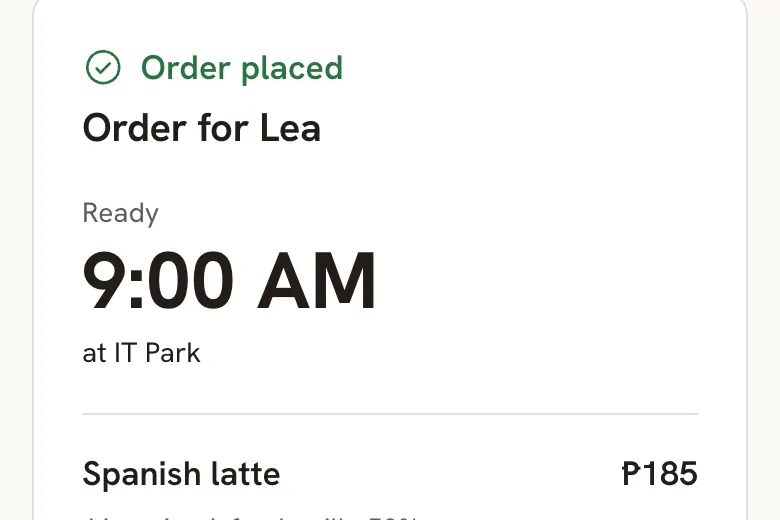 Order placed
Order for Lea
Ready
9:00 AM
at IT Park
Spanish latte ₱185